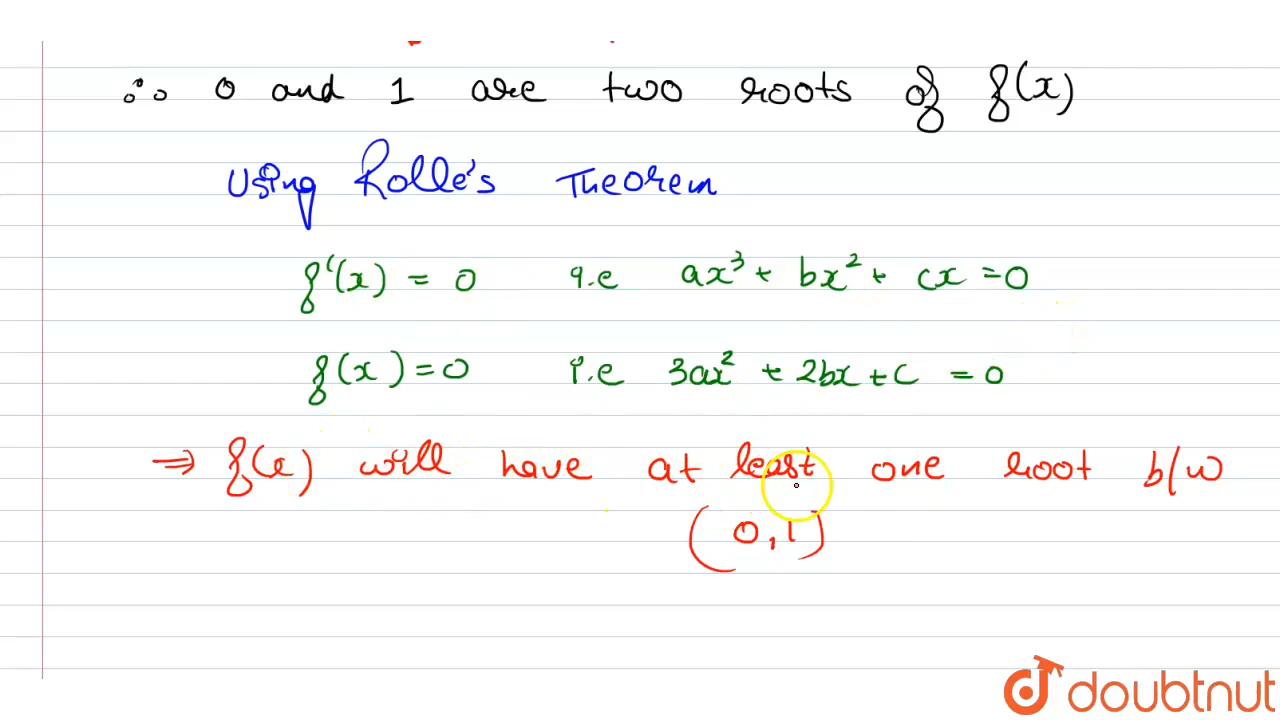 ∴ 0 and 1 are two roots of f(x)
Using Rolle's Theorem
f'(x) = 0 i.e ax³ + bx² + cx = 0
f(x) = 0 i.e 3ax² + 2bx + c = 0
⇒ f(x) will have at least one root b/w
(0,1)
doubtnut